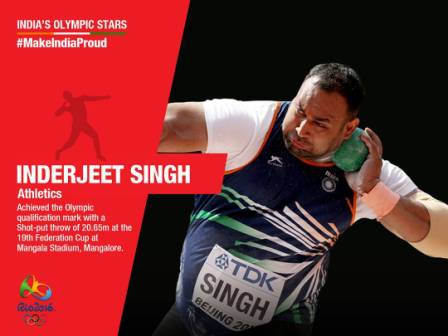 INDIA'S OLYMPIC STARS
#MakeIndiaProud
INDERJEET SINGH
Athletics
Achieved the Olympic
qualification mark with a
Shot-put throw of 20.65m at the
19th Federation Cup at
Mangala Stadium, Mangalore.
Rio2016
TDK
SINGH
BEIJING 20